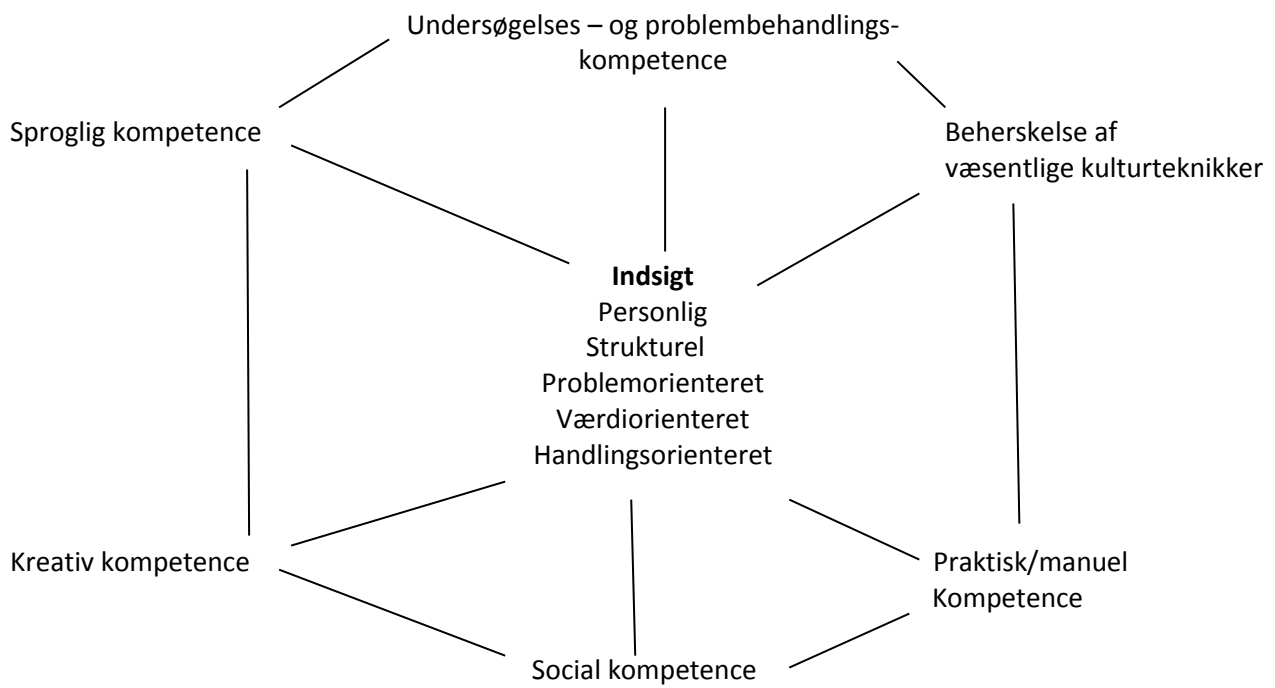 Undersøgelses – og problembehandlings-
kompetence
Sproglig kompetence
Beherskelse af
væsentlige kulturteknikker
Indsigt
Personlig
Strukturel
Problemorienteret
Værdiorienteret
Handlingsorienteret
Kreativ kompetence
Praktisk/manuel
Kompetence
Social kompetence